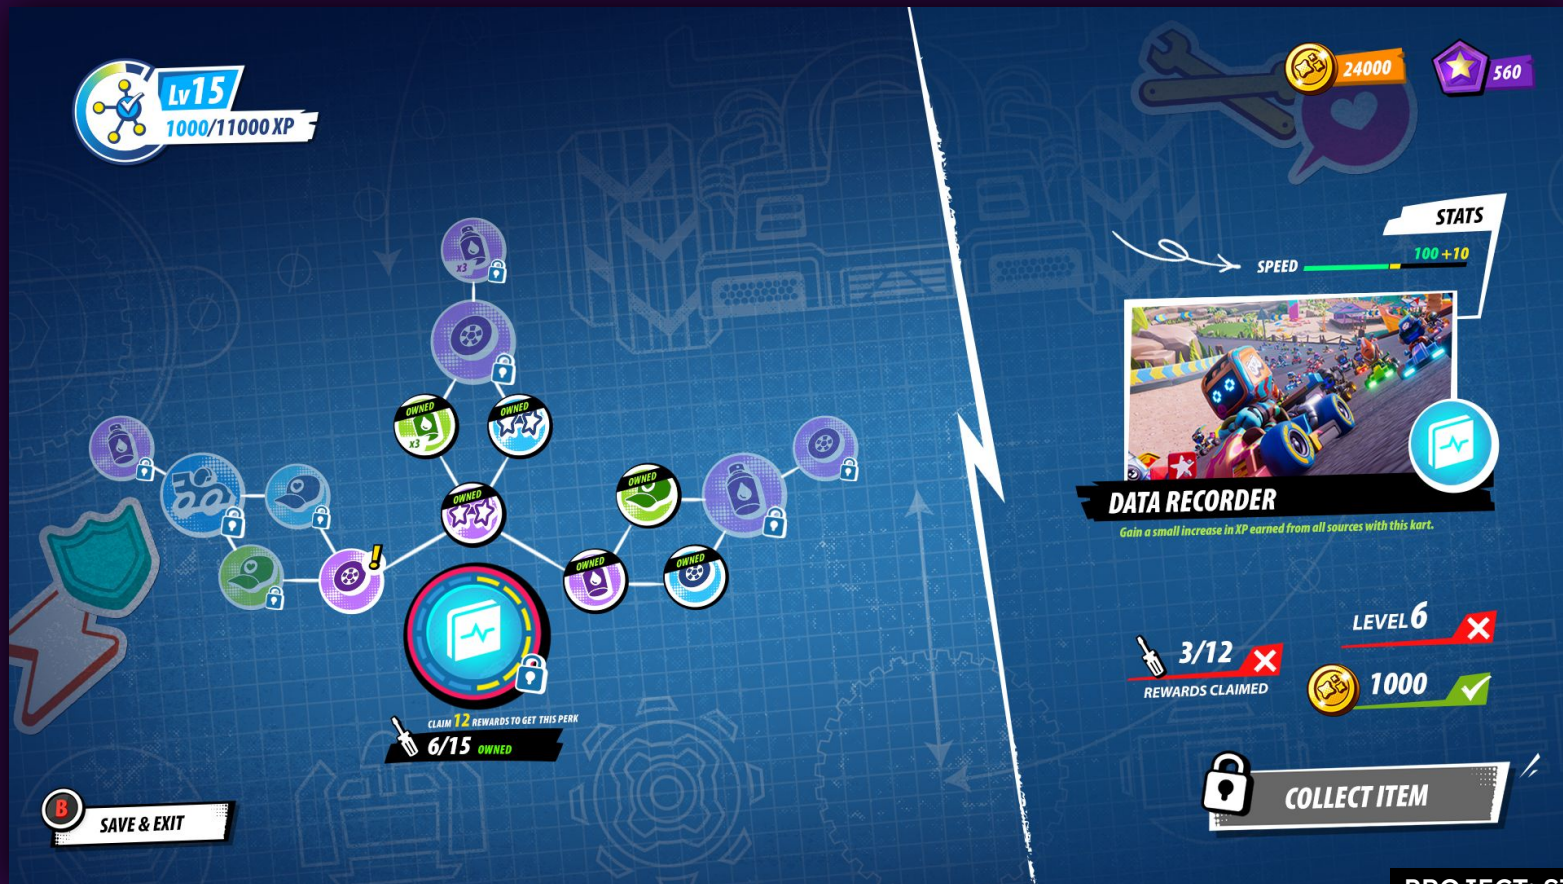 Lv15
1000/11000 XP
24000
560
STATS
100 +10
SPEED
x3
OWNED
OWNED
x3
OWNED
OWNED
OWNED
OWNED
!
DATA RECORDER
Gain a small increase in XP earned from all sources with this kart.
CLAIM 12 REWARDS TO GET THIS PERK
6/15 OWNED
LEVEL 6
3/12
REWARDS CLAIMED
1000
B
SAVE & EXIT
COLLECT ITEM